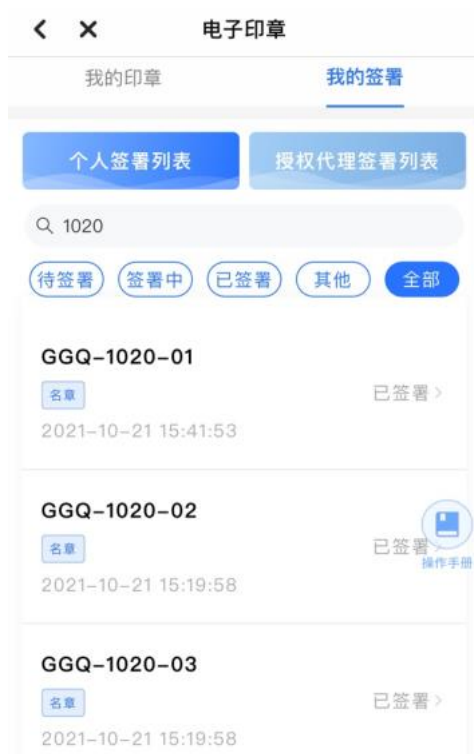 电子印章
我的印章 我的签署
个人签署列表 授权代理签署列表
1020
待签署 签署中 已签署 其他 全部
GGQ-1020-01
名章 已签署
2021-10-21 15:41:53
GGQ-1020-02
名章 已签署
操作手册
2021-10-21 15:19:58
GGQ-1020-03
名章 已签署
2021-10-21 15:19:58